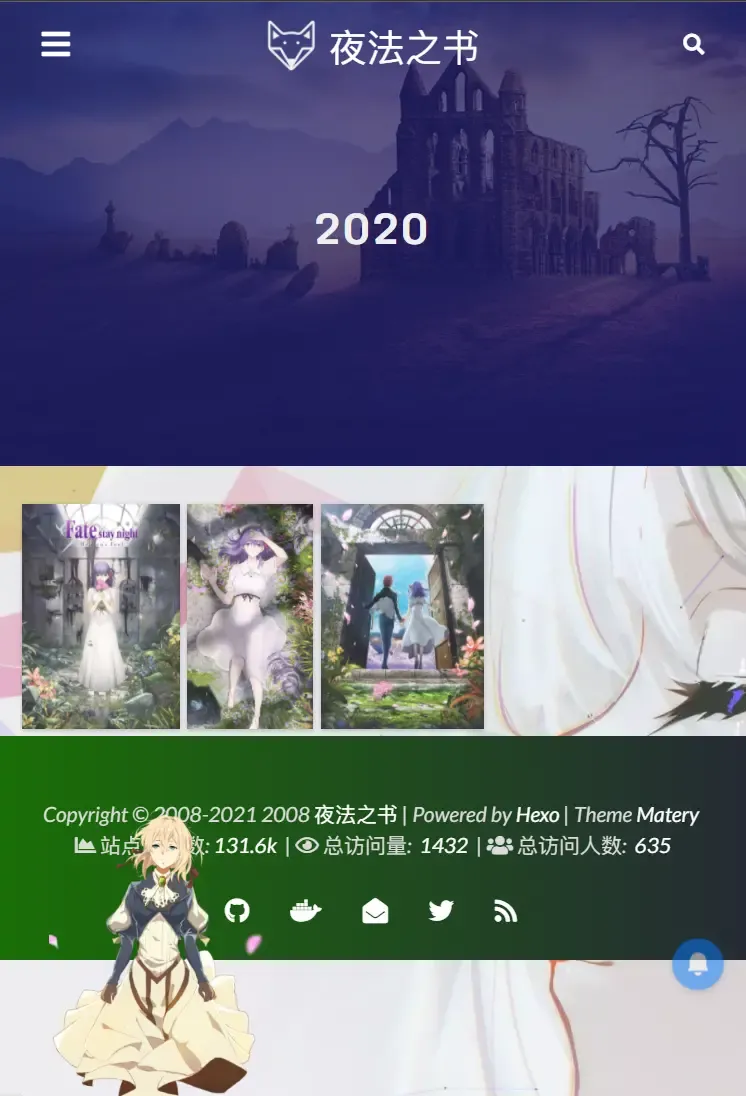 夜法之书
2020
Fate stay night
Copyright © 2008-2021 2008 夜法之书 | Powered by Hexo | Theme Matery
站点 数: 131.6k | 总访问量: 1432 | 总访问人数: 635